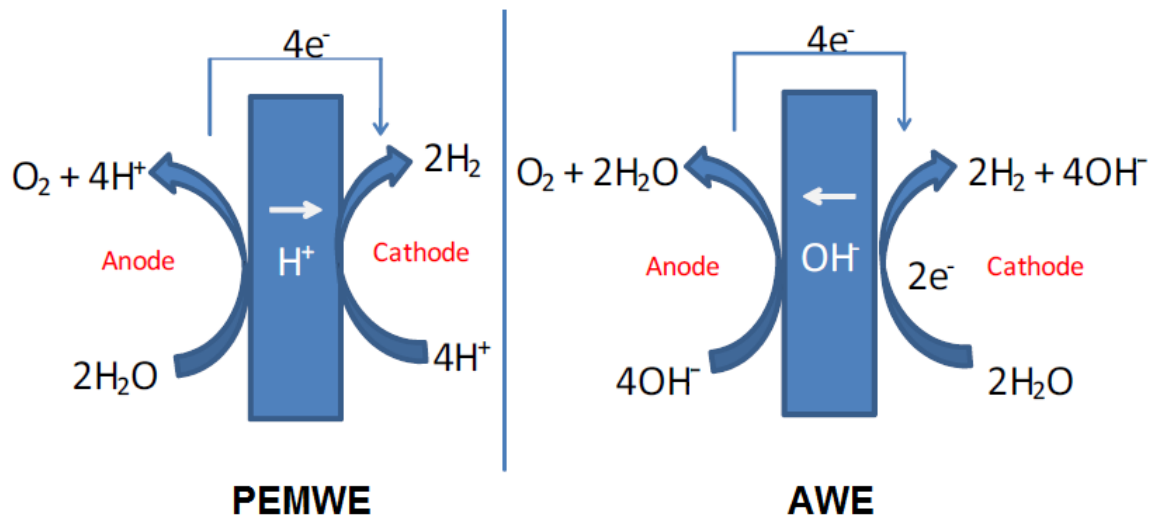 4e⁻
O₂ + 4H⁺
2H₂
Anode
H⁺
Cathode
2H₂O
4H⁺
PEMWE
4e⁻
O₂ + 2H₂O
2H₂ + 4OH⁻
Anode
OH⁻
2e⁻
Cathode
4OH⁻
2H₂O
AWE